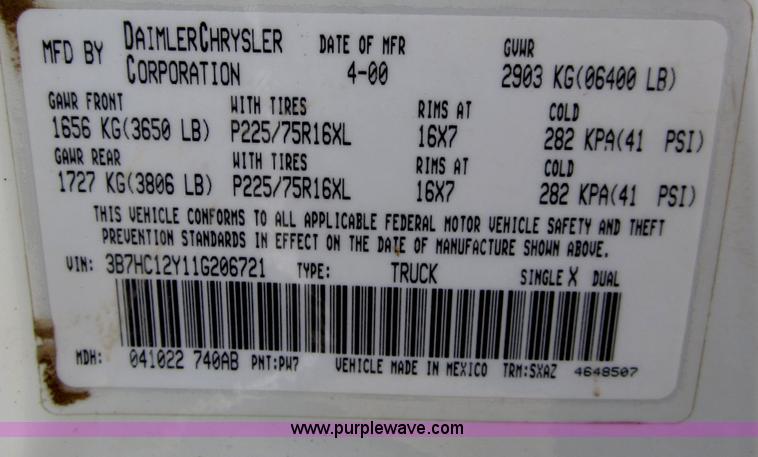 MFD BY DAIMLERCHRYSLER CORPORATION DATE OF MFR 4-00 GVWR 2903 KG(06400 LB)
GAWR FRONT WITH TIRES RIMS AT COLD
1656 KG(3650 LB) P225/75R16XL 16X7 282 KPA(41 PSI)
GAWR REAR WITH TIRES RIMS AT COLD
1727 KG(3806 LB) P225/75R16XL 16X7 282 KPA(41 PSI)
THIS VEHICLE CONFORMS TO ALL APPLICABLE FEDERAL MOTOR VEHICLE SAFETY AND THEFT
PREVENTION STANDARDS IN EFFECT ON THE DATE OF MANUFACTURE SHOWN ABOVE.
VIN: 3B7HC12Y11G206721 TYPE: TRUCK SINGLE X DUAL
MDH: 041022 740AB PNT:PW7 VEHICLE MADE IN MEXICO TRM:SXAZ 4648507
www.purplewave.com